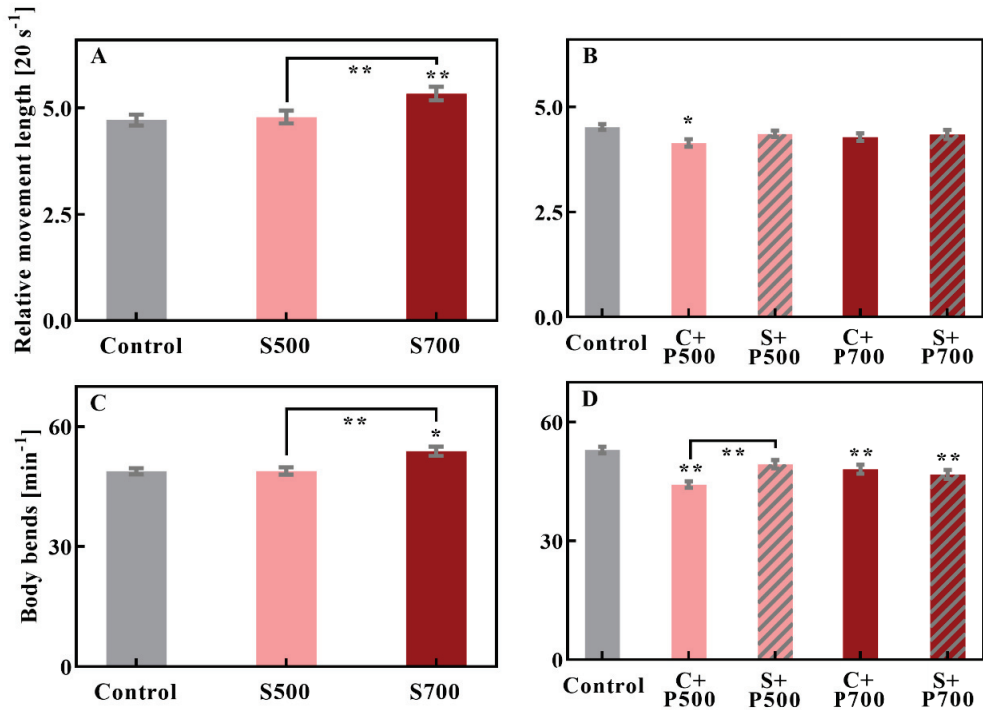 Relative movement length [20 s⁻¹]
A
5.0
2.5
0.0
**
**
Control S500 S700
B
5.0
2.5
0.0
*
Control C+ P500 S+ P500 C+ P700 S+ P700
Body bends [min⁻¹]
C
60
30
0
**
*
Control S500 S700
D
60
30
0
**
**
**
**
Control C+ P500 S+ P500 C+ P700 S+ P700